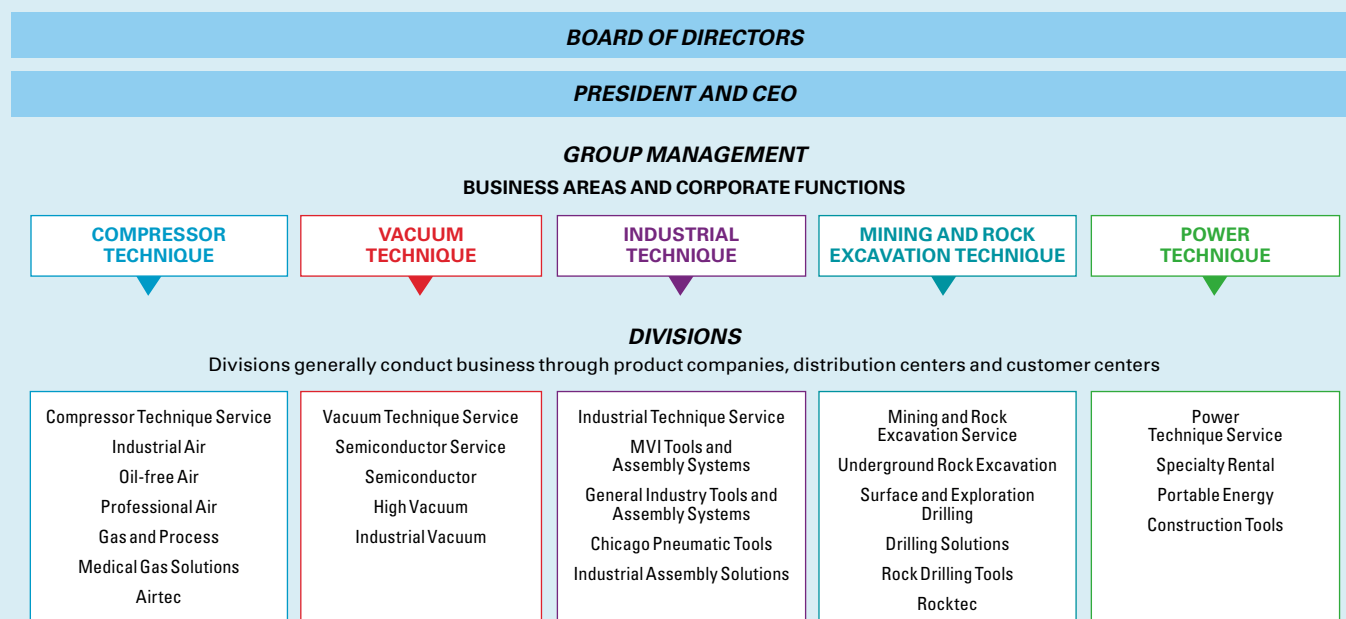 BOARD OF DIRECTORS
PRESIDENT AND CEO
GROUP MANAGEMENT
BUSINESS AREAS AND CORPORATE FUNCTIONS
COMPRESSOR
TECHNIQUE
VACUUM
TECHNIQUE
INDUSTRIAL
TECHNIQUE
MINING AND ROCK
EXCAVATION TECHNIQUE
POWER
TECHNIQUE
DIVISIONS
Divisions generally conduct business through product companies, distribution centers and customer centers
Compressor Technique Service
Industrial Air
Oil-free Air
Professional Air
Gas and Process
Medical Gas Solutions
Airtec
Vacuum Technique Service
Semiconductor Service
Semiconductor
High Vacuum
Industrial Vacuum
Industrial Technique Service
MVI Tools and
Assembly Systems
General Industry Tools and
Assembly Systems
Chicago Pneumatic Tools
Industrial Assembly Solutions
Mining and Rock
Excavation Service
Underground Rock Excavation
Surface and Exploration
Drilling
Drilling Solutions
Rock Drilling Tools
Rocktec
Power
Technique Service
Specialty Rental
Portable Energy
Construction Tools